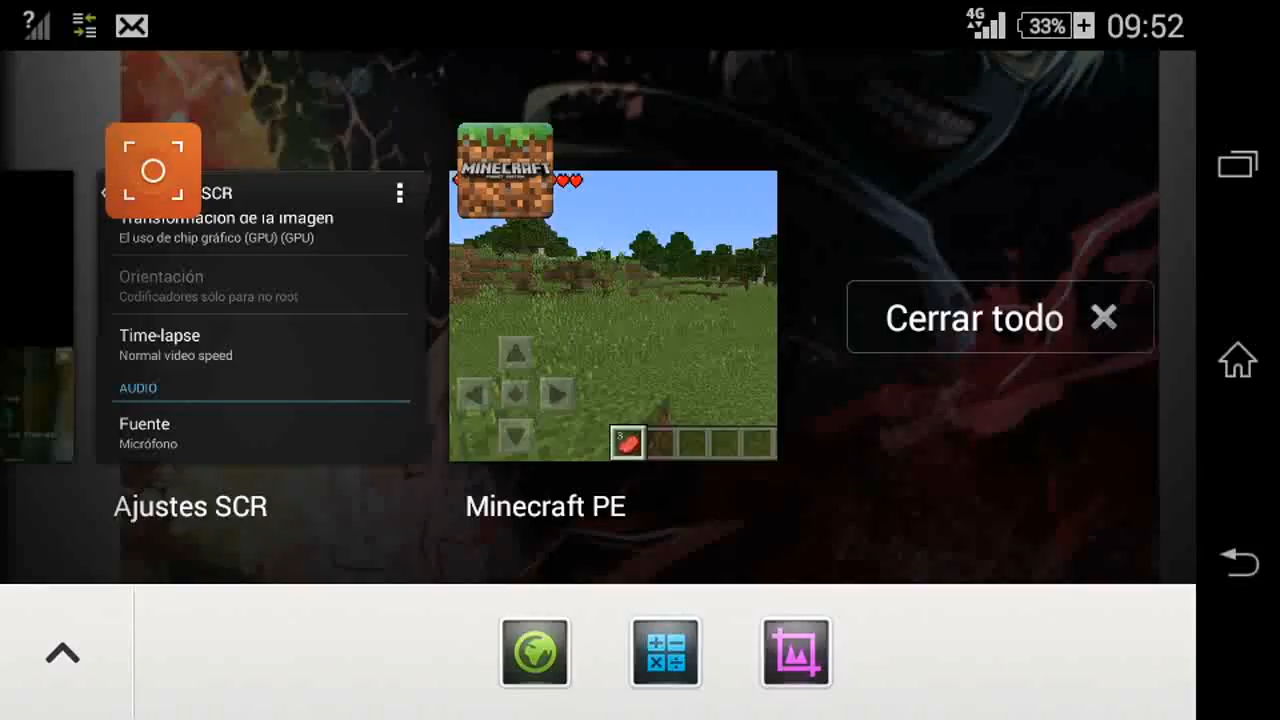 ?
4G
33%
09:52
SCR
Transformación de la imagen
El uso de chip gráfico (GPU) (GPU)
Orientación
Codificadores sólo para no root
Time-lapse
Normal video speed
AUDIO
Fuente
Micrófono
MINECRAFT
3
Cerrar todo
Ajustes SCR
Minecraft PE